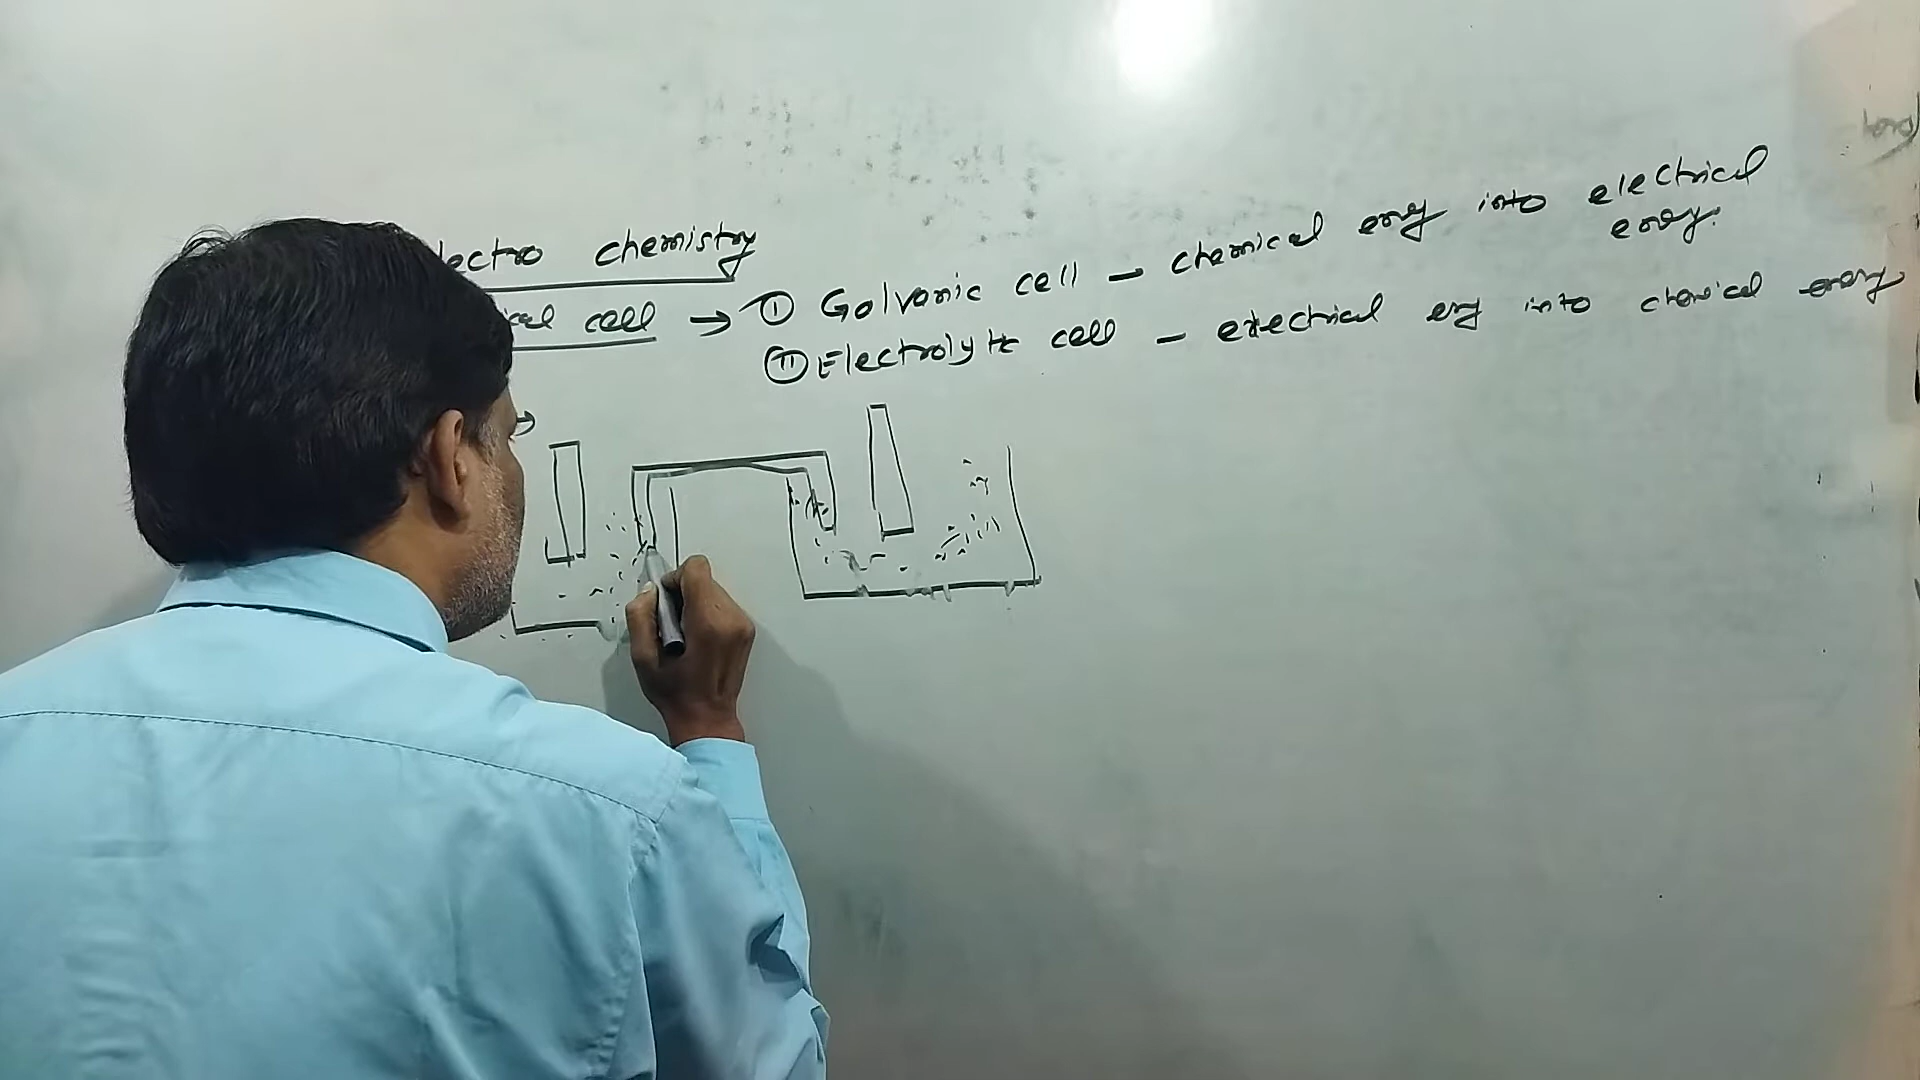 lectro chemistry
cal cell → ① Galvanic cell — chemical energy into electrical
energy.
② Electrolytic cell — electrical energy into chemical energy
→